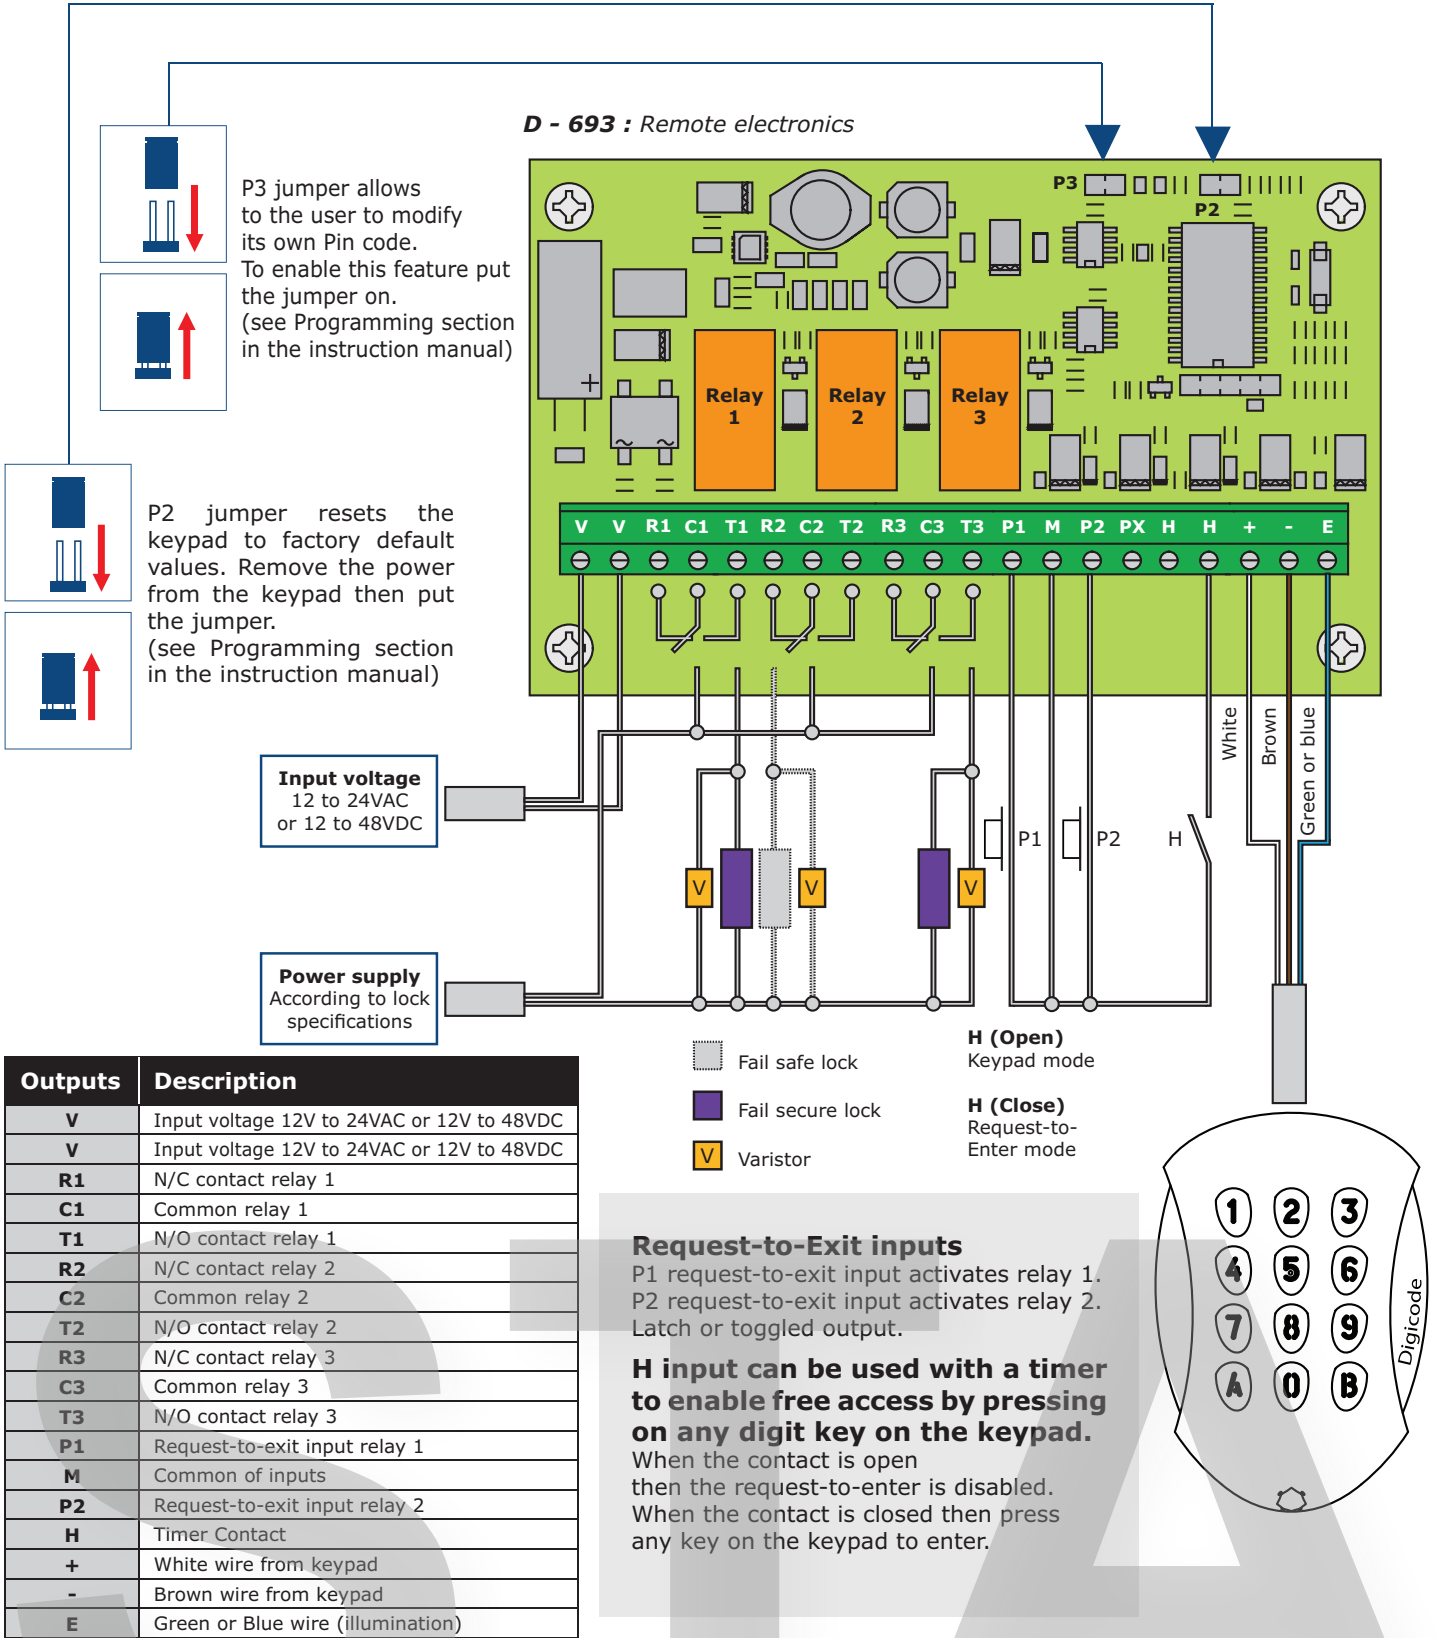 D - 693 : Remote electronics
P3 jumper allows
to the user to modify
its own Pin code.
To enable this feature put
the jumper on.
(see Programming section
in the instruction manual)
P2 jumper resets the
keypad to factory default
values. Remove the power
from the keypad then put
the jumper.
(see Programming section
in the instruction manual)
P3
P2
+
Relay 1
Relay 2
Relay 3
~ ~
V V R1 C1 T1 R2 C2 T2 R3 C3 T3 P1 M P2 PX H H + - E
White
Brown
Green or blue
Input voltage
12 to 24VAC
or 12 to 48VDC
P1
P2
H
V
V
V
Power supply
According to lock
specifications
Fail safe lock
Fail secure lock
V Varistor
H (Open)
Keypad mode
H (Close)
Request-to-
Enter mode
Outputs Description
V Input voltage 12V to 24VAC or 12V to 48VDC
V Input voltage 12V to 24VAC or 12V to 48VDC
R1 N/C contact relay 1
C1 Common relay 1
T1 N/O contact relay 1
R2 N/C contact relay 2
C2 Common relay 2
T2 N/O contact relay 2
R3 N/C contact relay 3
C3 Common relay 3
T3 N/O contact relay 3
P1 Request-to-exit input relay 1
M Common of inputs
P2 Request-to-exit input relay 2
H Timer Contact
+ White wire from keypad
- Brown wire from keypad
E Green or Blue wire (illumination)
Request-to-Exit inputs
P1 request-to-exit input activates relay 1.
P2 request-to-exit input activates relay 2.
Latch or toggled output.
H input can be used with a timer
to enable free access by pressing
on any digit key on the keypad.
When the contact is open
then the request-to-enter is disabled.
When the contact is closed then press
any key on the keypad to enter.
1 2 3
4 5 6
7 8 9
A 0 B
Digicode
STA